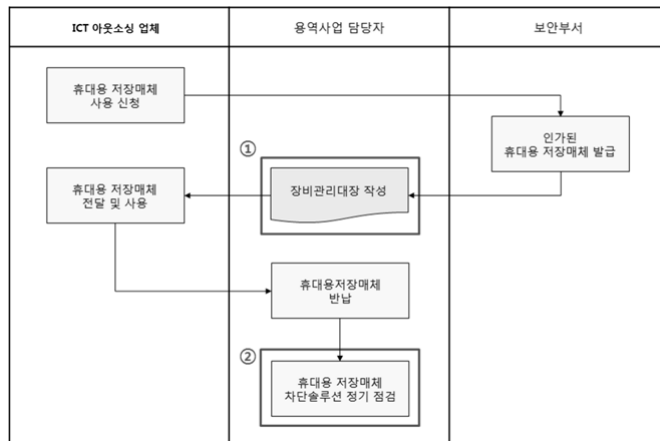 ICT 아웃소싱 업체
용역사업 담당자
보안부서
휴대용 저장매체
사용 신청
인가된
휴대용 저장매체 발급
①
장비관리대장 작성
휴대용 저장매체
전달 및 사용
휴대용저장매체
반납
②
휴대용 저장매체
차단솔루션 정기 점검